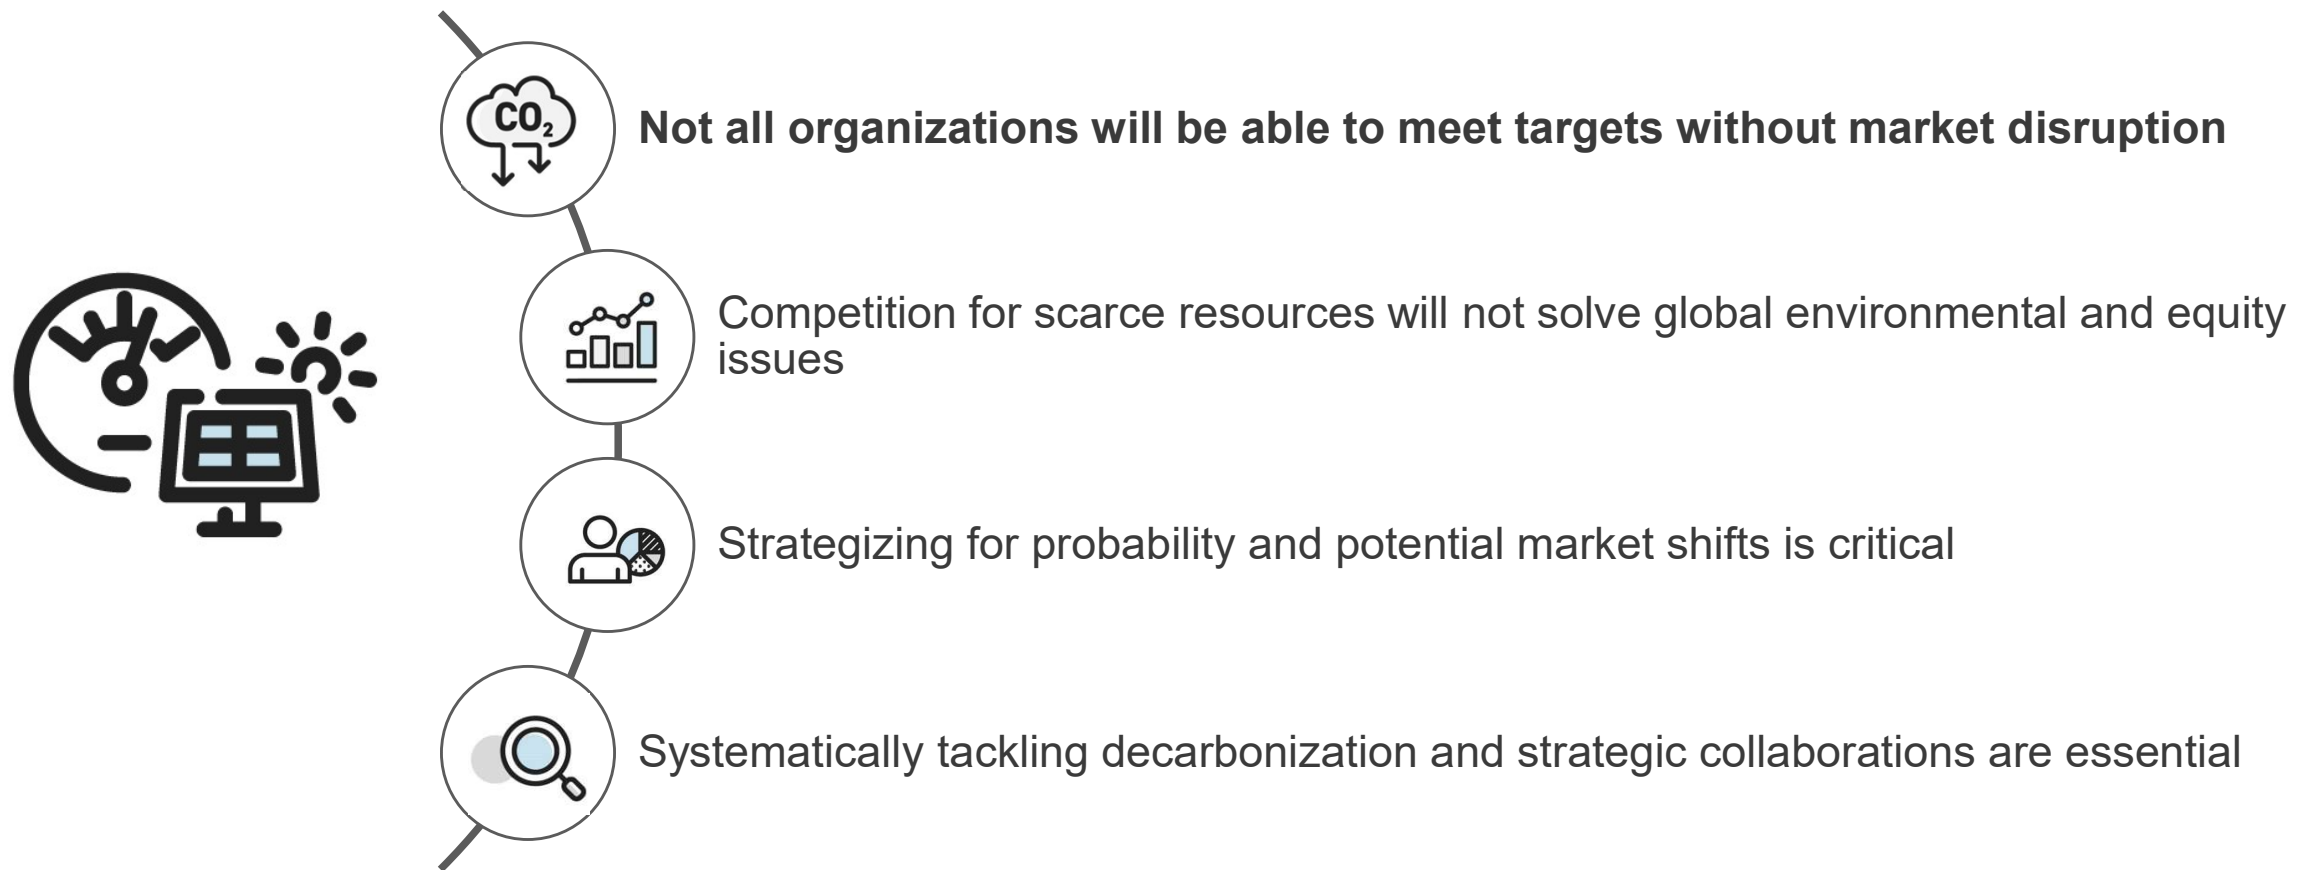 CO₂
Not all organizations will be able to meet targets without market disruption
Competition for scarce resources will not solve global environmental and equity
issues
Strategizing for probability and potential market shifts is critical
Systematically tackling decarbonization and strategic collaborations are essential